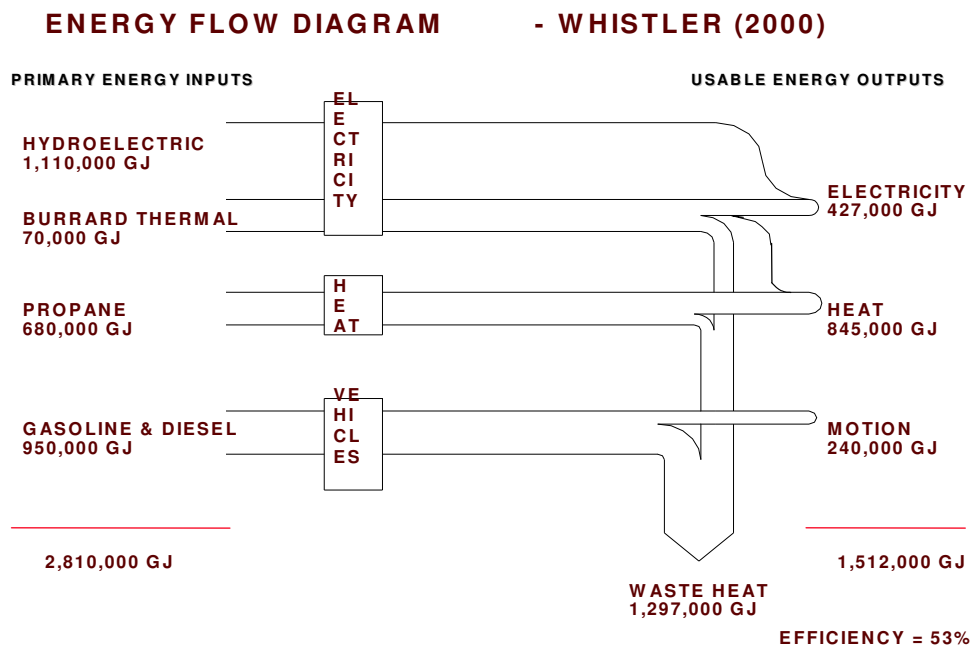 ENERGY FLOW DIAGRAM - WHISTLER (2000)
PRIMARY ENERGY INPUTS
USABLE ENERGY OUTPUTS
EL
E
CT
RI
CI
TY
HYDROELECTRIC
1,110,000 GJ
BURRARD THERMAL
70,000 GJ
ELECTRICITY
427,000 GJ
H
E
AT
PROPANE
680,000 GJ
HEAT
845,000 GJ
VE
HI
CL
ES
GASOLINE & DIESEL
950,000 GJ
MOTION
240,000 GJ
2,810,000 GJ
1,512,000 GJ
WASTE HEAT
1,297,000 GJ
EFFICIENCY = 53%